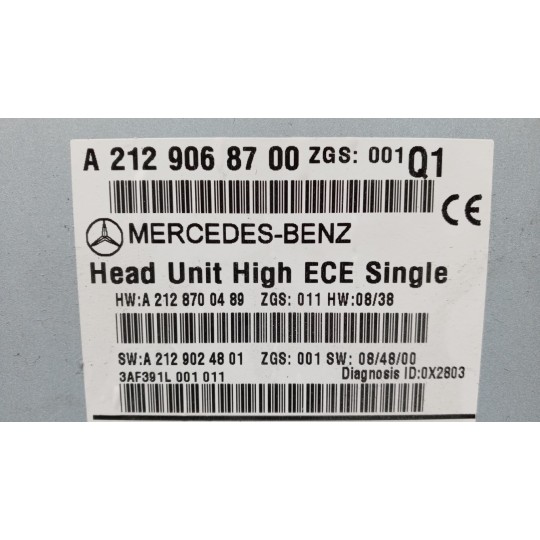 A 212 906 87 00 ZGS: 001 Q1
MERCEDES-BENZ CE
Head Unit High ECE Single
HW:A 212 870 04 89 ZGS: 011 HW:08/38
SW:A 212 902 48 01 ZGS: 001 SW: 08/48/00
3AF391L 001 011 Diagnosis ID:0X2803